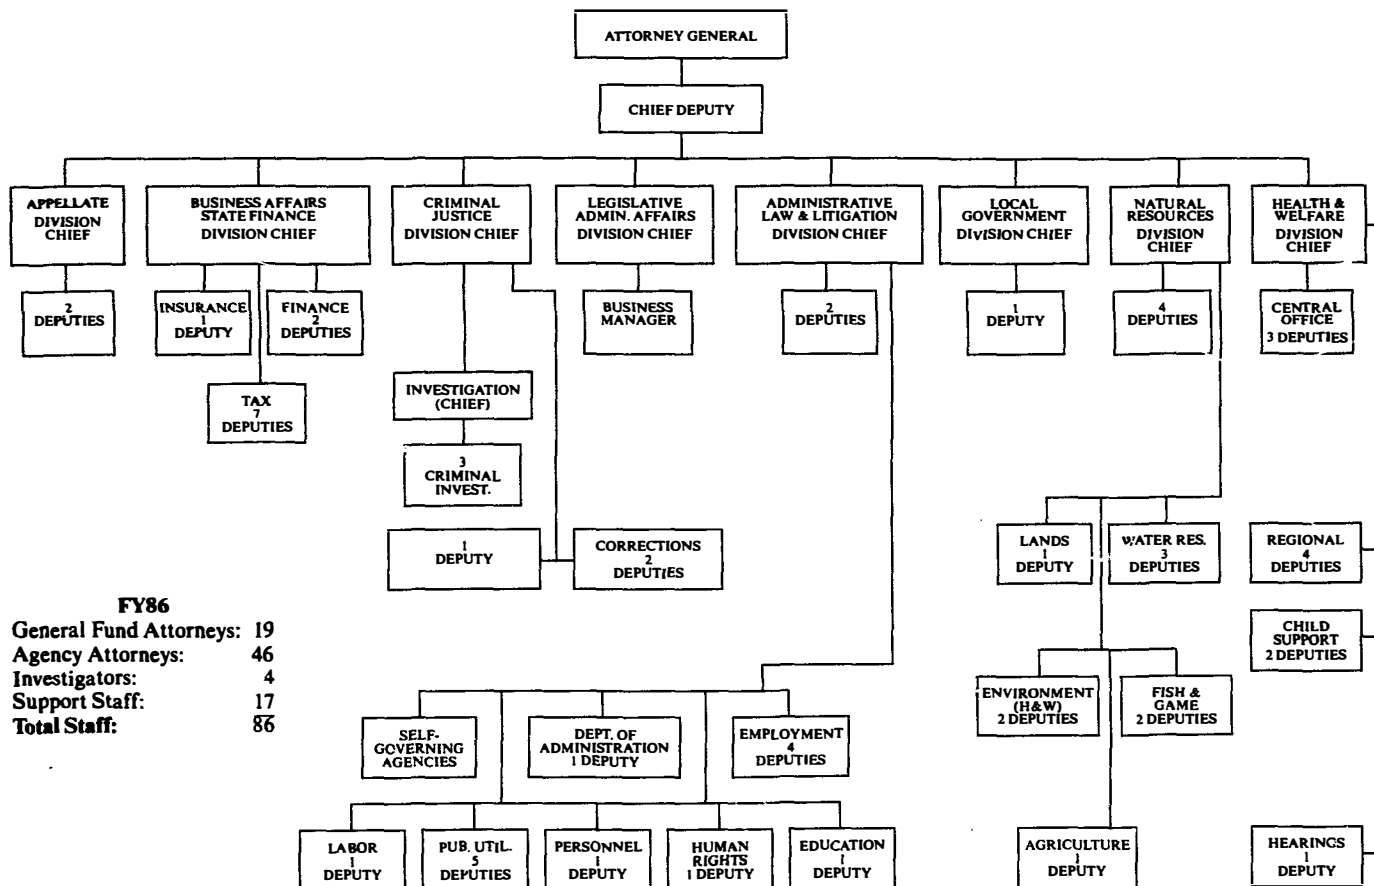 ATTORNEY GENERAL
CHIEF DEPUTY
APPELLATE
DIVISION
CHIEF
BUSINESS AFFAIRS
STATE FINANCE
DIVISION CHIEF
CRIMINAL
JUSTICE
DIVISION CHIEF
LEGISLATIVE
ADMIN. AFFAIRS
DIVISION CHIEF
ADMINISTRATIVE
LAW & LITIGATION
DIVISION CHIEF
LOCAL
GOVERNMENT
DIVISION CHIEF
NATURAL
RESOURCES
DIVISION
CHIEF
HEALTH &
WELFARE
DIVISION
CHIEF
2
DEPUTIES
INSURANCE
1
DEPUTY
FINANCE
2
DEPUTIES
BUSINESS
MANAGER
2
DEPUTIES
1
DEPUTY
4
DEPUTIES
CENTRAL
OFFICE
3 DEPUTIES
TAX
7
DEPUTIES
INVESTIGATION
(CHIEF)
3
CRIMINAL
INVEST.
1
DEPUTY
CORRECTIONS
2
DEPUTIES
LANDS
1
DEPUTY
WATER RES.
3
DEPUTIES
REGIONAL
4
DEPUTIES
CHILD
SUPPORT
2 DEPUTIES
FY86
General Fund Attorneys: 19
Agency Attorneys: 46
Investigators: 4
Support Staff: 17
Total Staff: 86
ENVIRONMENT
(H&W)
2 DEPUTIES
FISH &
GAME
2 DEPUTIES
SELF-
GOVERNING
AGENCIES
DEPT. OF
ADMINISTRATION
1 DEPUTY
EMPLOYMENT
4
DEPUTIES
LABOR
1
DEPUTY
PUB. UTIL.
5
DEPUTIES
PERSONNEL
1
DEPUTY
HUMAN
RIGHTS
1 DEPUTY
EDUCATION
1
DEPUTY
AGRICULTURE
1
DEPUTY
HEARINGS
1
DEPUTY